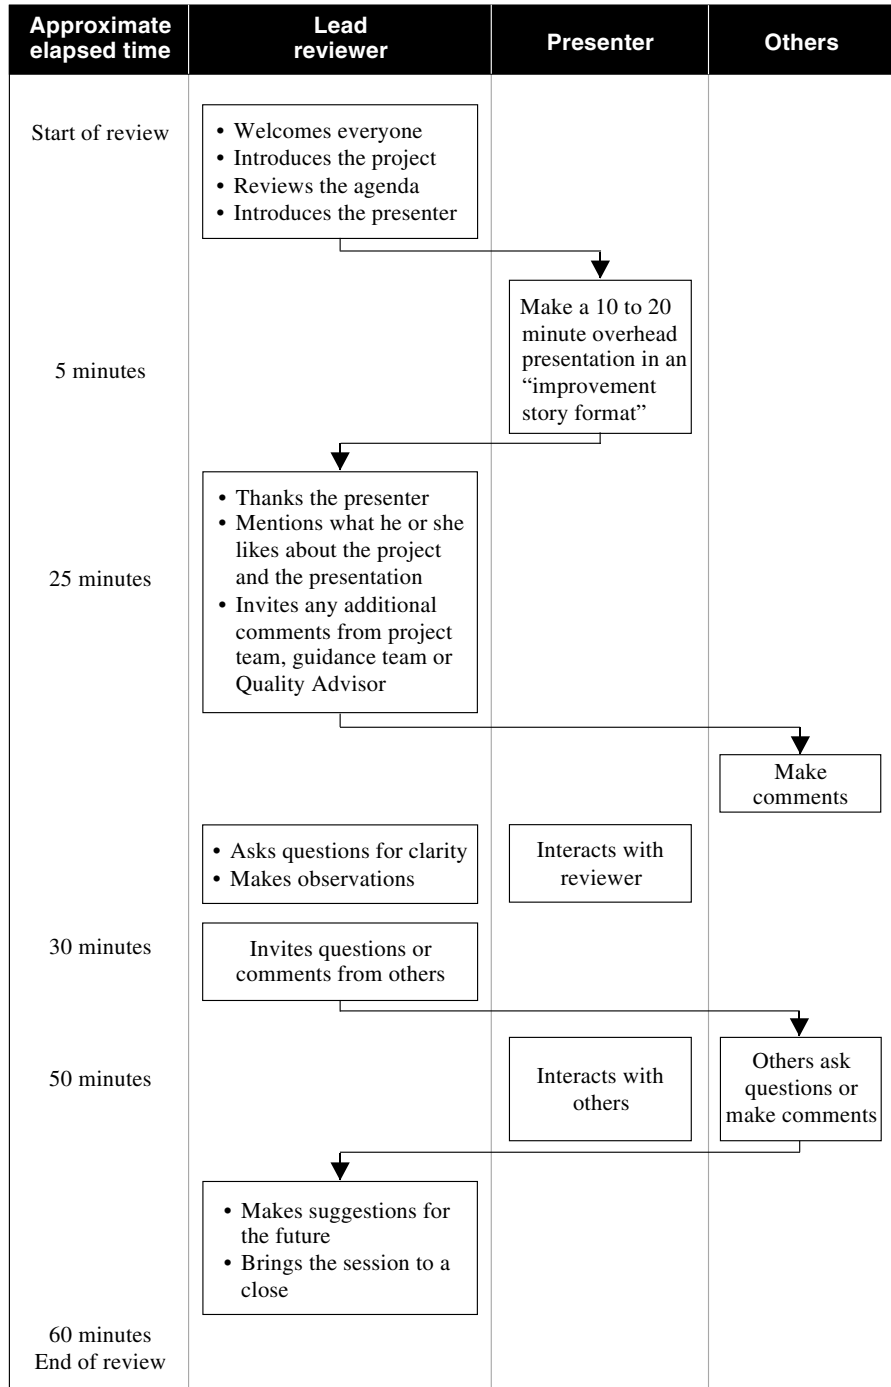 Approximate
elapsed time
Lead
reviewer
Presenter
Others
Start of review
• Welcomes everyone
• Introduces the project
• Reviews the agenda
• Introduces the presenter
5 minutes
Make a 10 to 20
minute overhead
presentation in an
“improvement
story format”
25 minutes
• Thanks the presenter
• Mentions what he or she
likes about the project
and the presentation
• Invites any additional
comments from project
team, guidance team or
Quality Advisor
Make
comments
• Asks questions for clarity
• Makes observations
Interacts with
reviewer
30 minutes
Invites questions or
comments from others
50 minutes
Interacts with
others
Others ask
questions or
make comments
• Makes suggestions for
the future
• Brings the session to a
close
60 minutes
End of review